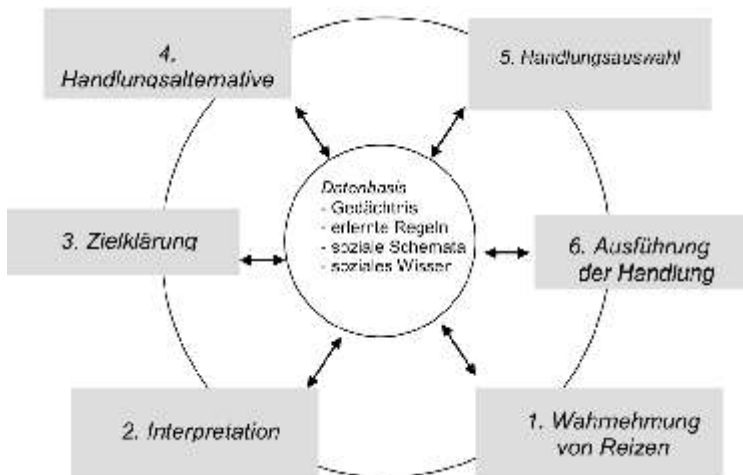 4.
Handlungsalternative
5. Handlungsauswahl
Datenbasis
- Gedächtnis
- erlernte Regeln
- soziale Schemata
- soziales Wissen
3. Zielklärung
6. Ausführung
der Handlung
2. Interpretation
1. Wahrnehmung
von Reizen